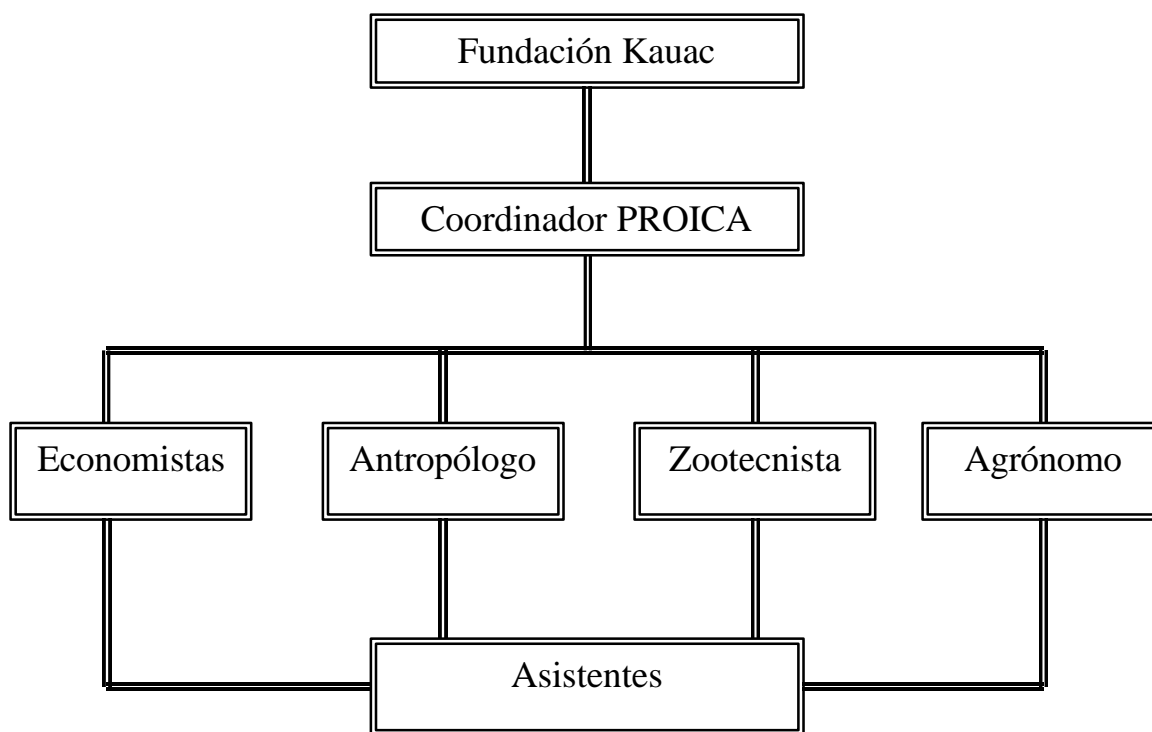 Fundación Kauac
Coordinador PROICA
Economistas
Antropólogo
Zootecnista
Agrónomo
Asistentes